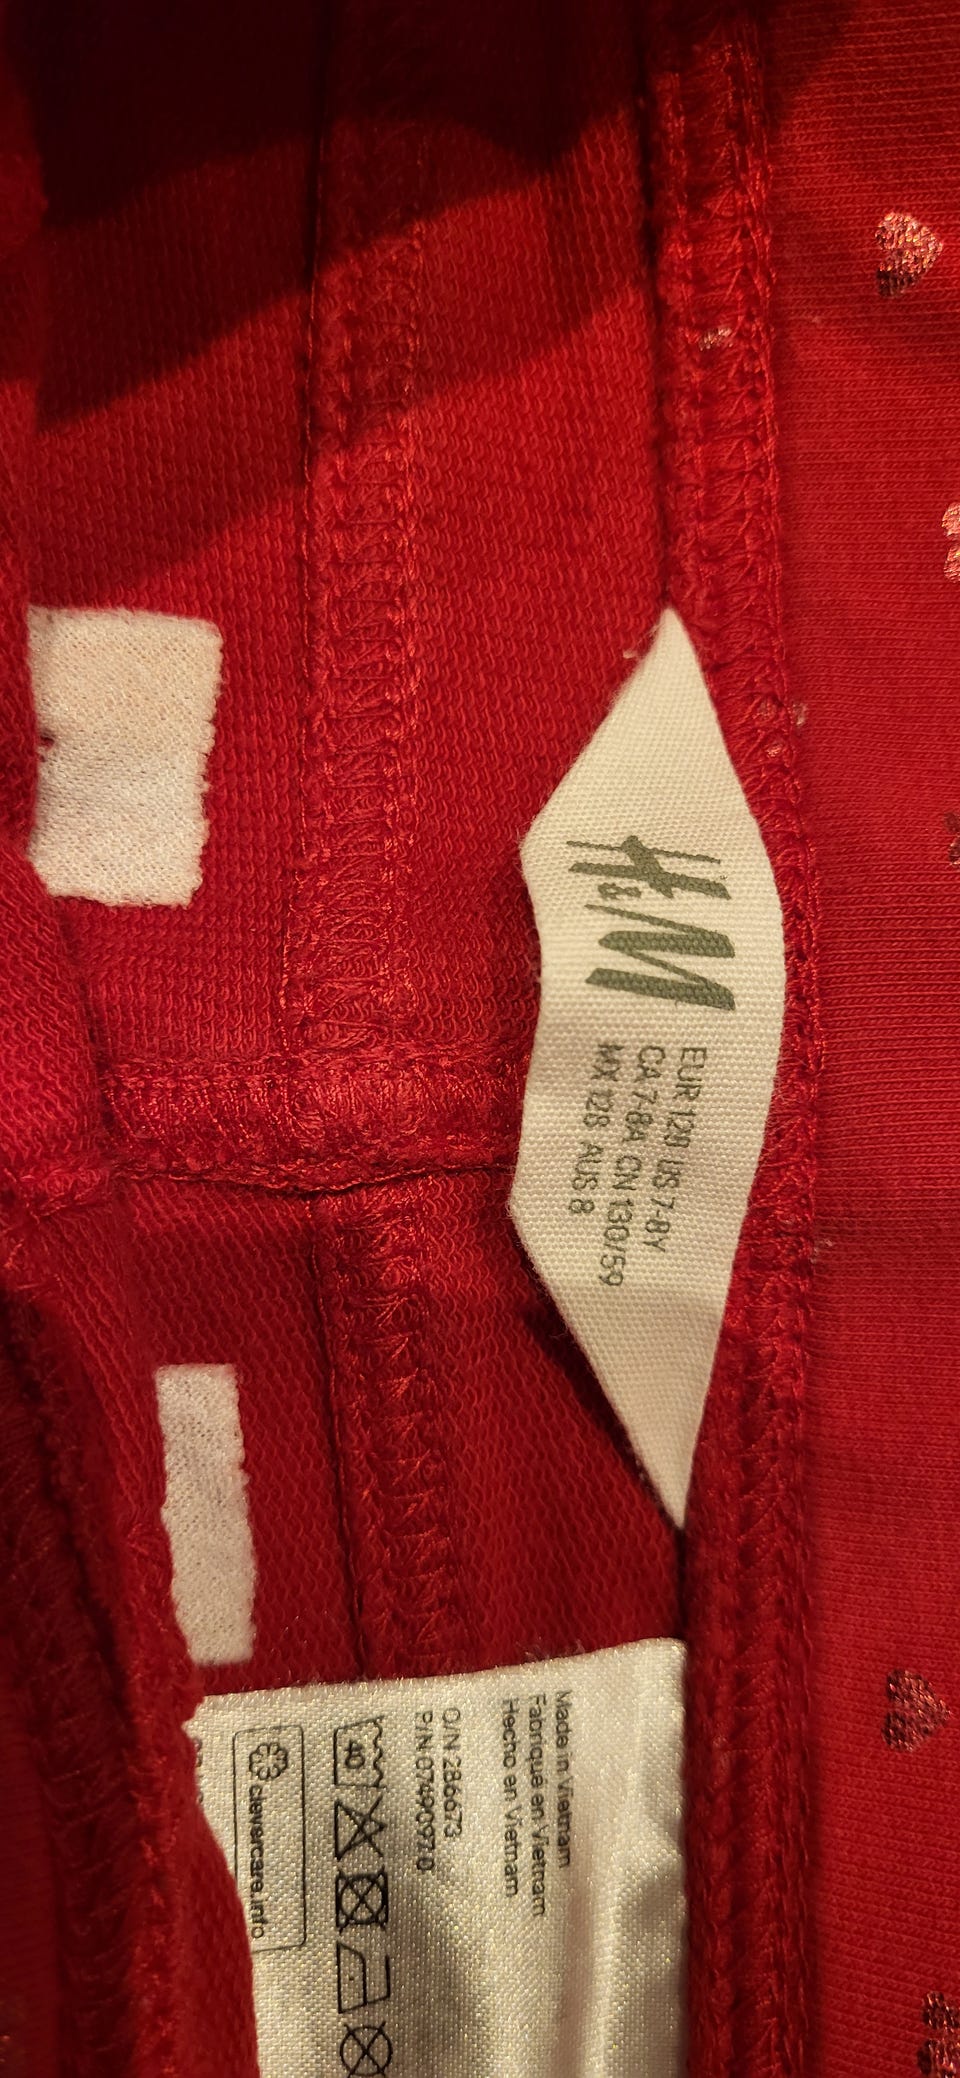 H&M
EUR 128 US 7-8Y
CA 7-8A CN 130/59
MX 128 AUS 8
Made in Vietnam
Fabriqué en Vietnam
Hecho en Vietnam
O/N 286673
P/N 07490970
40
clevercare.info